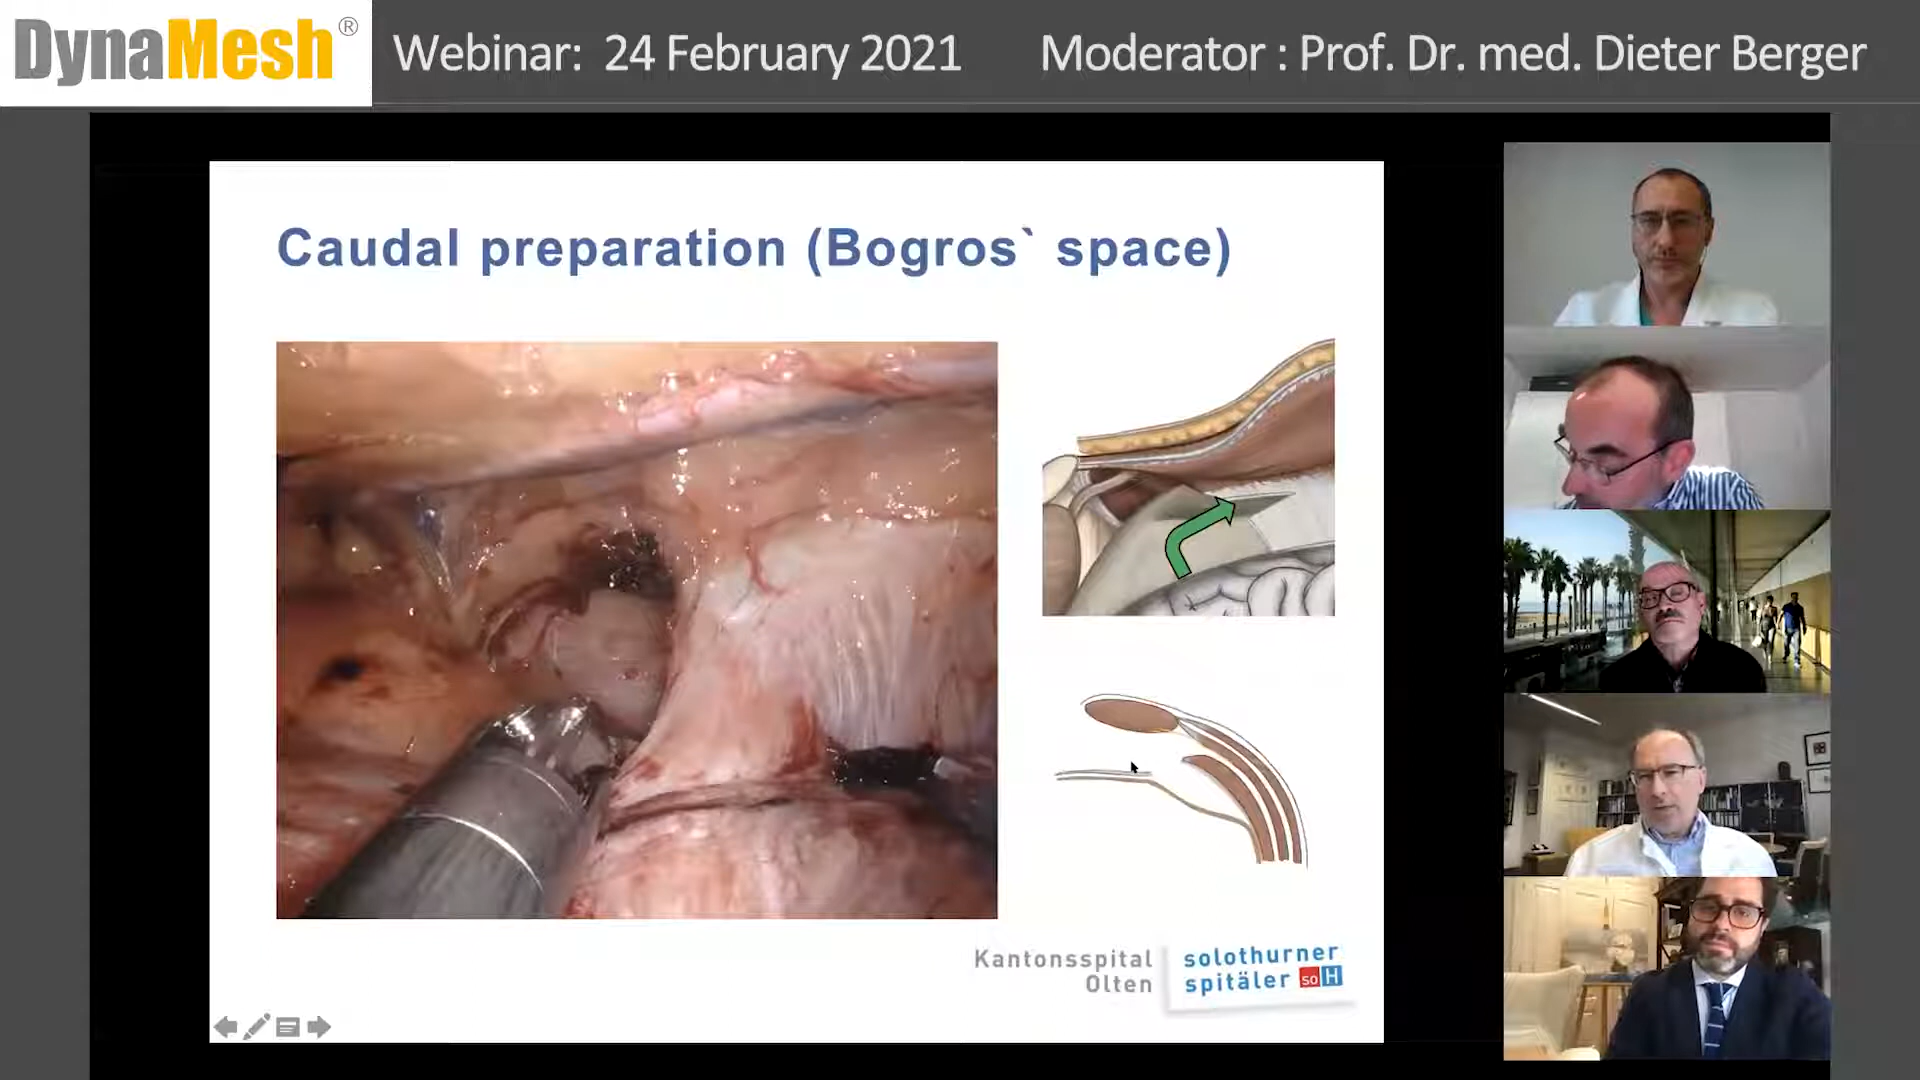 DynaMesh®
Webinar: 24 February 2021
Moderator : Prof. Dr. med. Dieter Berger
Caudal preparation (Bogros` space)
Kantonsspital
Olten
solothurner
spitäler soH